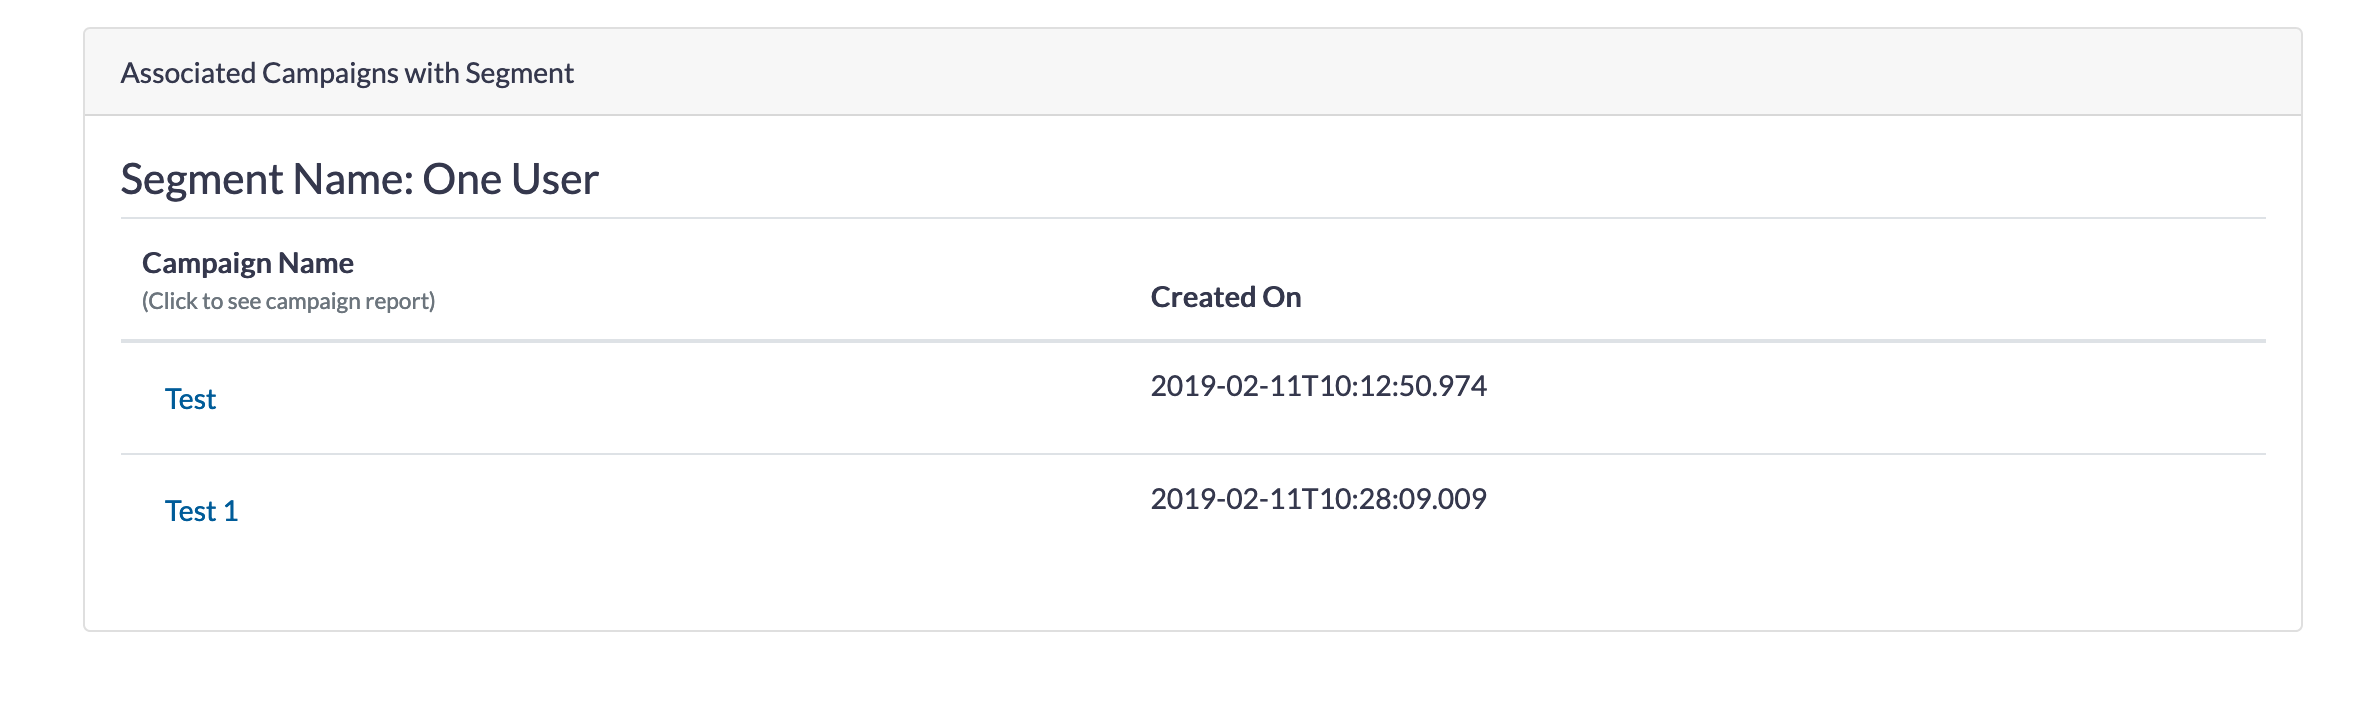 Associated Campaigns with Segment
Segment Name: One User
Campaign Name
(Click to see campaign report)
Created On
Test
2019-02-11T10:12:50.974
Test 1
2019-02-11T10:28:09.009